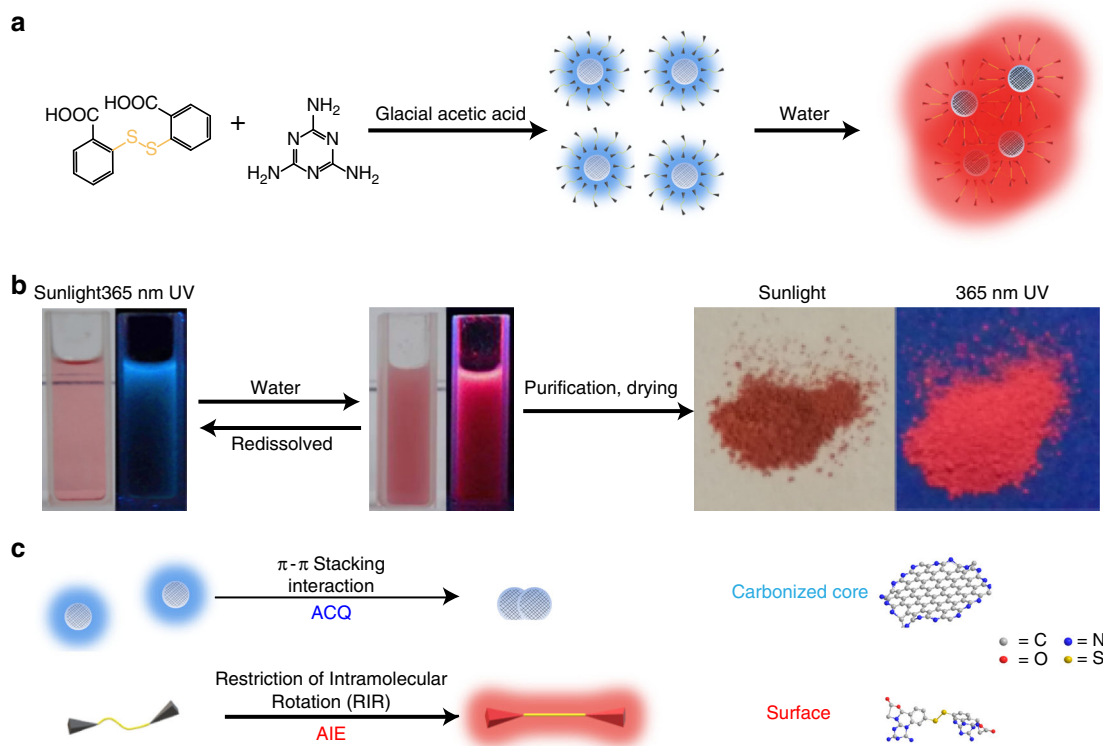 a
HOOC
HOOC
S
S
+
NH2
N
N
N
H2N
NH2
Glacial acetic acid
Water
b
Sunlight365 nm UV
Water
Redissolved
Purification, drying
Sunlight
365 nm UV
c
π-π Stacking
interaction
ACQ
Carbonized core
= C
= N
= O
= S
Restriction of Intramolecular
Rotation (RIR)
AIE
Surface